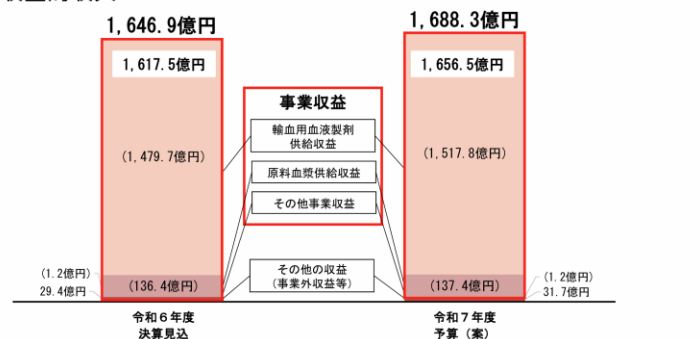 1,646.9億円
1,688.3億円
1,617.5億円
1,656.5億円
事業収益
輸血用血液製剤
供給収益
(1,479.7億円)
(1,517.8億円)
原料血漿供給収益
その他事業収益
その他の収益
(事業外収益等)
(1.2億円)
(136.4億円)
(137.4億円)
(1.2億円)
29.4億円
31.7億円
令和6年度
決算見込
令和7年度
予算（案）